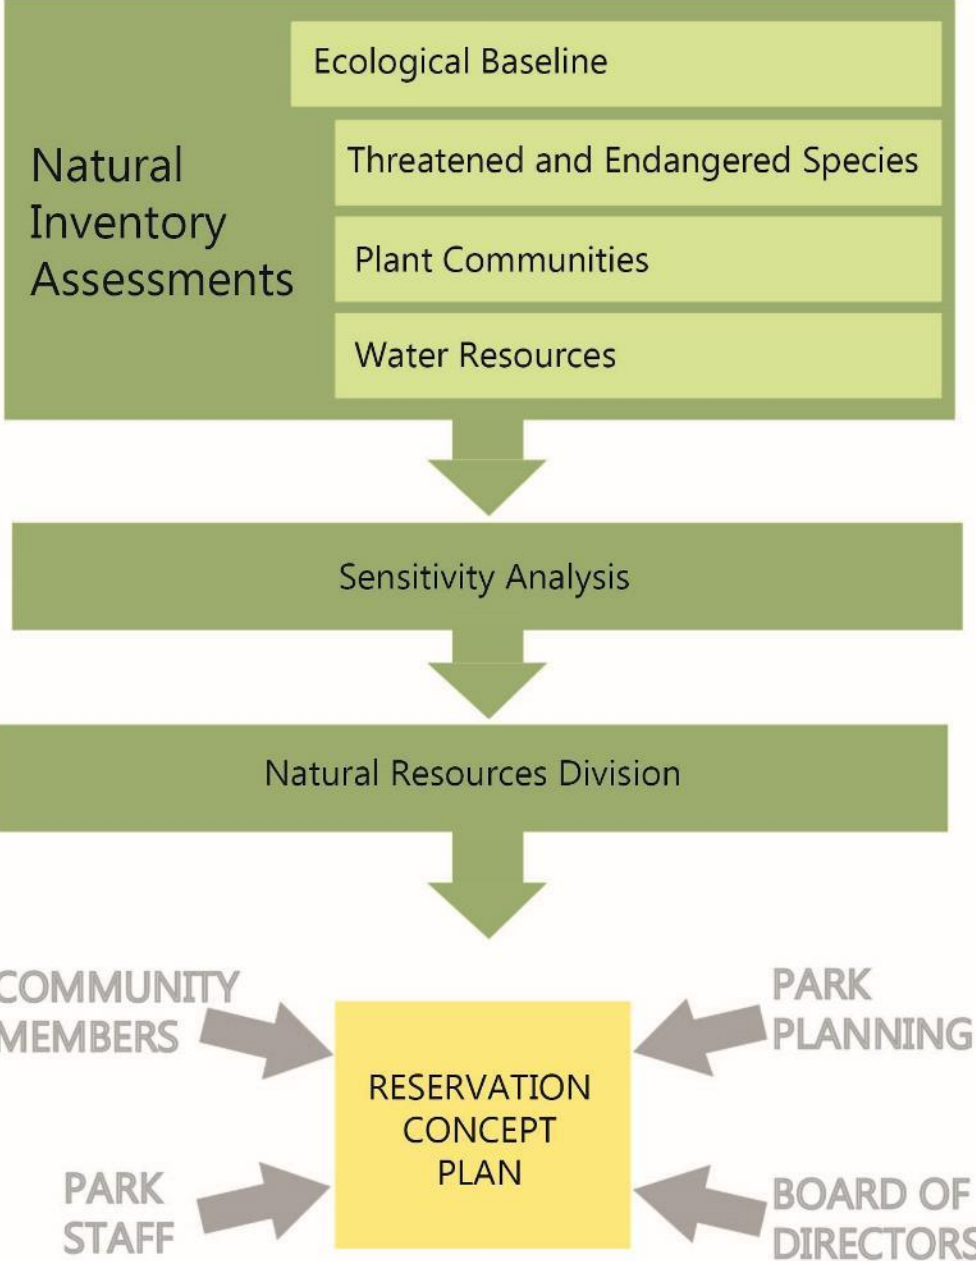 Ecological Baseline
Natural
Inventory
Assessments
Threatened and Endangered Species
Plant Communities
Water Resources
Sensitivity Analysis
Natural Resources Division
COMMUNITY
MEMBERS
PARK
PLANNING
RESERVATION
CONCEPT
PLAN
PARK
STAFF
BOARD OF
DIRECTORS